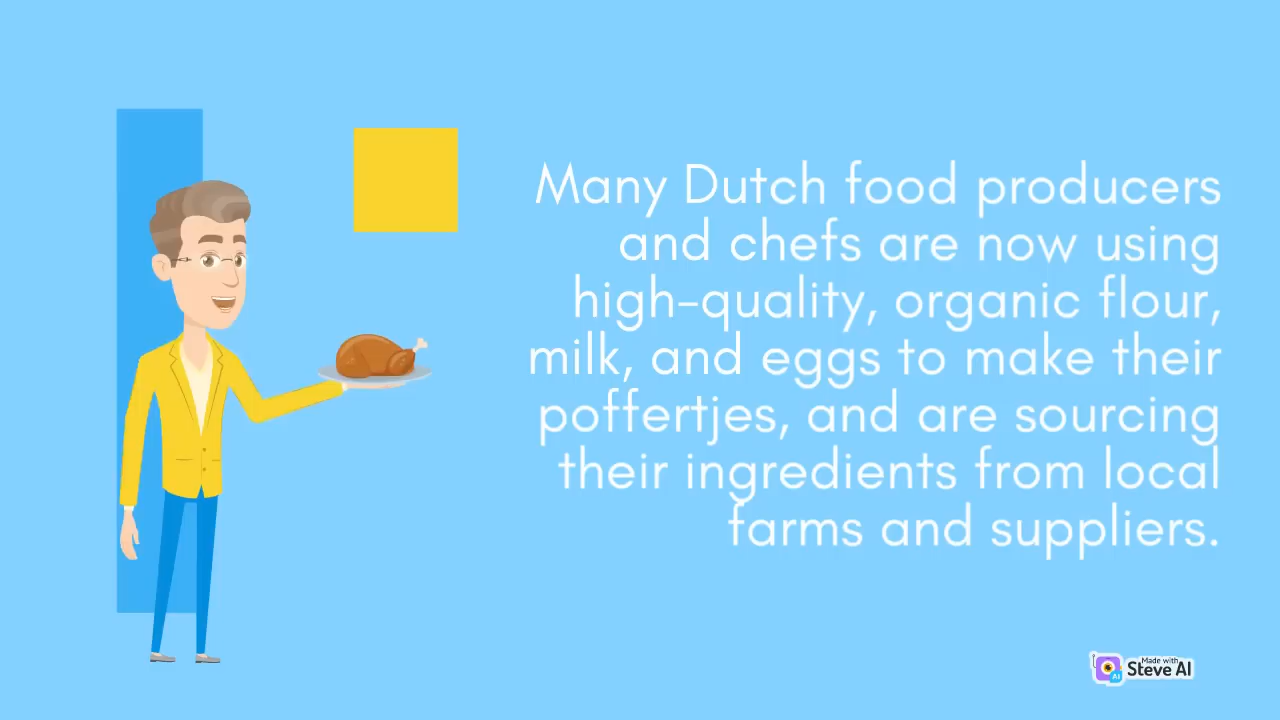 Many Dutch food producers
and chefs are now using
high-quality, organic flour,
milk, and eggs to make their
poffertjes, and are sourcing
their ingredients from local
farms and suppliers.
Made with
Steve AI
AI